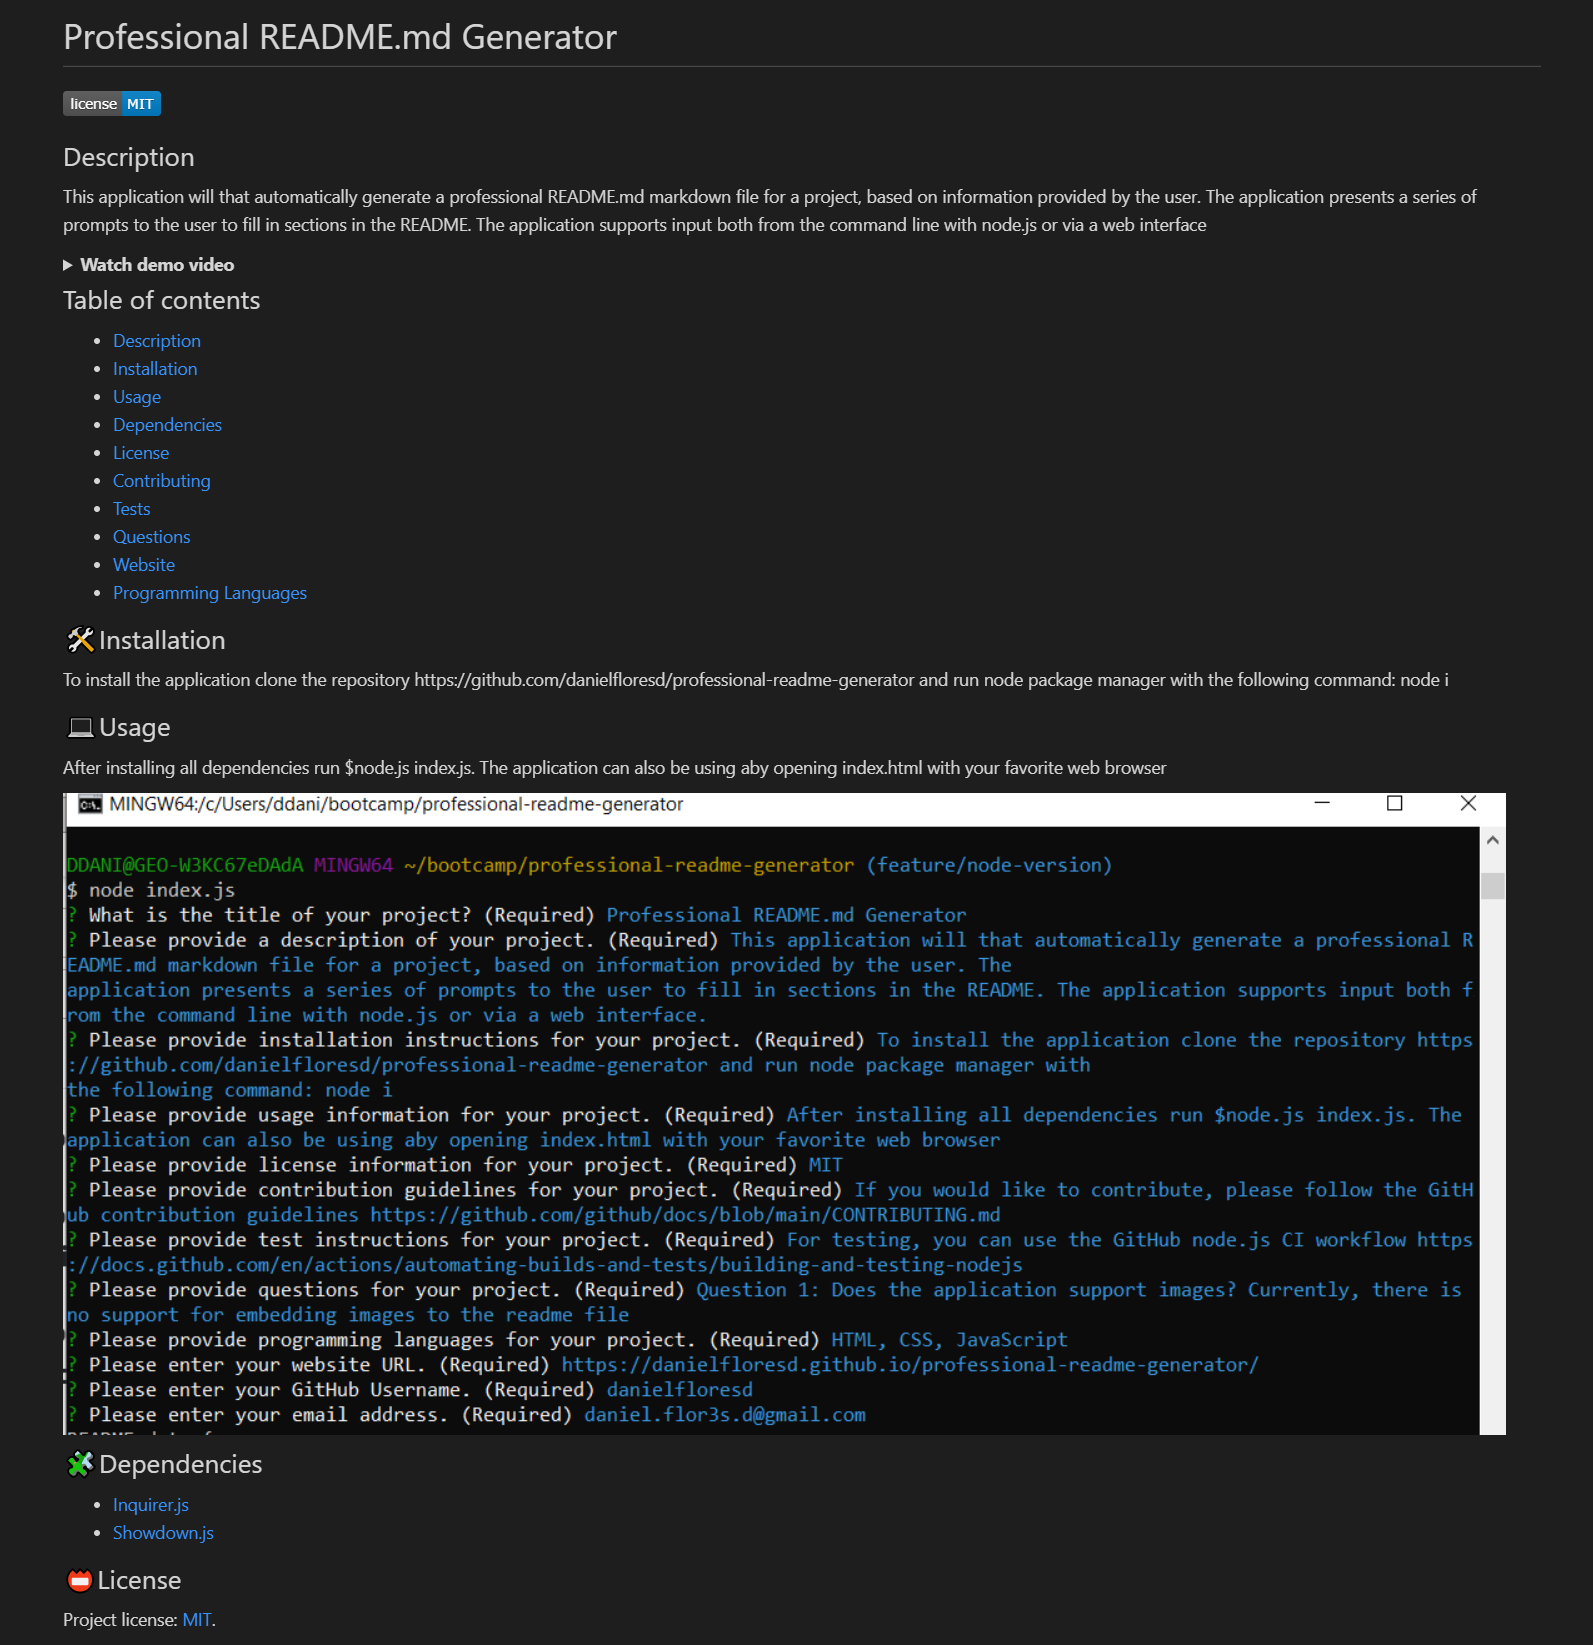 Professional README.md Generator
license MIT
Description
This application will that automatically generate a professional README.md markdown file for a project, based on information provided by the user. The application presents a series of
prompts to the user to fill in sections in the README. The application supports input both from the command line with node.js or via a web interface
Watch demo video
Table of contents
Description
Installation
Usage
Dependencies
License
Contributing
Tests
Questions
Website
Programming Languages
Installation
To install the application clone the repository https://github.com/danielfloresd/professional-readme-generator and run node package manager with the following command: node i
Usage
After installing all dependencies run $node.js index.js. The application can also be using aby opening index.html with your favorite web browser
MINGW64:/c/Users/ddani/bootcamp/professional-readme-generator
DDANI@GEO-W3KC67eDAdA MINGW64 ~/bootcamp/professional-readme-generator (feature/node-version)
$ node index.js
? What is the title of your project? (Required) Professional README.md Generator
? Please provide a description of your project. (Required) This application will that automatically generate a professional R
EADME.md markdown file for a project, based on information provided by the user. The
application presents a series of prompts to the user to fill in sections in the README. The application supports input both f
rom the command line with node.js or via a web interface.
? Please provide installation instructions for your project. (Required) To install the application clone the repository https
://github.com/danielfloresd/professional-readme-generator and run node package manager with
the following command: node i
? Please provide usage information for your project. (Required) After installing all dependencies run $node.js index.js. The
application can also be using aby opening index.html with your favorite web browser
? Please provide license information for your project. (Required) MIT
? Please provide contribution guidelines for your project. (Required) If you would like to contribute, please follow the GitH
ub contribution guidelines https://github.com/github/docs/blob/main/CONTRIBUTING.md
? Please provide test instructions for your project. (Required) For testing, you can use the GitHub node.js CI workflow https
://docs.github.com/en/actions/automating-builds-and-tests/building-and-testing-nodejs
? Please provide questions for your project. (Required) Question 1: Does the application support images? Currently, there is
no support for embedding images to the readme file
? Please provide programming languages for your project. (Required) HTML, CSS, JavaScript
? Please enter your website URL. (Required) https://danielfloresd.github.io/professional-readme-generator/
? Please enter your GitHub Username. (Required) danielfloresd
? Please enter your email address. (Required) daniel.flor3s.d@gmail.com
Dependencies
Inquirer.js
Showdown.js
License
Project license: MIT.